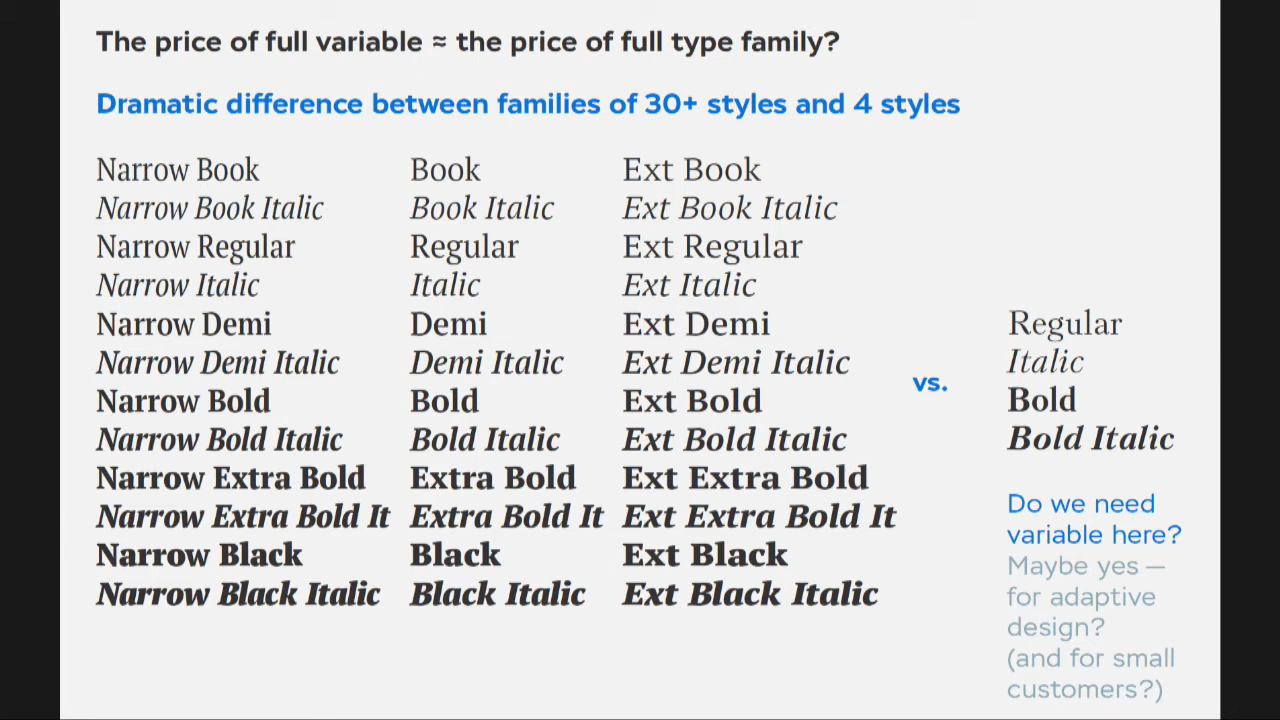 The price of full variable ≈ the price of full type family?
Dramatic difference between families of 30+ styles and 4 styles
Narrow Book
Narrow Book Italic
Narrow Regular
Narrow Italic
Narrow Demi
Narrow Demi Italic
Narrow Bold
Narrow Bold Italic
Narrow Extra Bold
Narrow Extra Bold It
Narrow Black
Narrow Black Italic
Book
Book Italic
Regular
Italic
Demi
Demi Italic
Bold
Bold Italic
Extra Bold
Extra Bold It
Black
Black Italic
Ext Book
Ext Book Italic
Ext Regular
Ext Italic
Ext Demi
Ext Demi Italic
Ext Bold
Ext Bold Italic
Ext Extra Bold
Ext Extra Bold It
Ext Black
Ext Black Italic
vs.
Regular
Italic
Bold
Bold Italic
Do we need
variable here?
Maybe yes —
for adaptive
design?
(and for small
customers?)